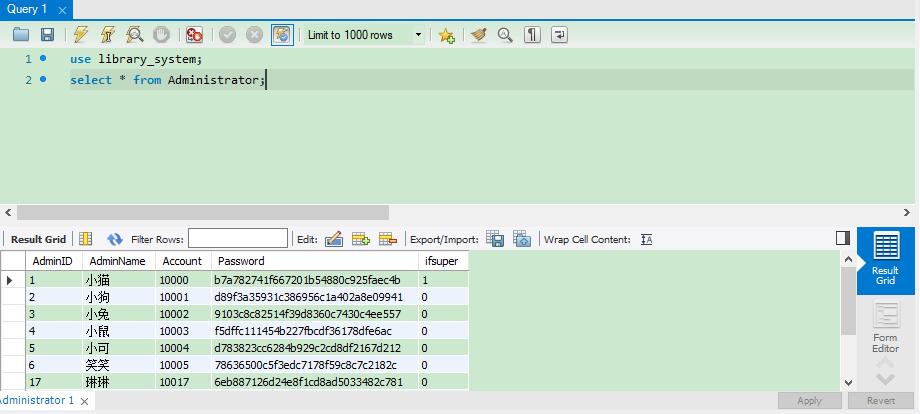 Query 1
Limit to 1000 rows
1 use library_system;
2 select * from Administrator;
Result Grid Filter Rows: Edit: Export/Import: Wrap Cell Content:
AdminID AdminName Account Password ifsuper
1 小猫 10000 b7a782741f667201b54880c925faec4b 1
2 小狗 10001 d89f3a35931c386956c1a402a8e09941 0
3 小兔 10002 9103c8c82514f39d8360c7430c4ee557 0
4 小鼠 10003 f5dffc111454b227fbcdf36178dfe6ac 0
5 小可 10004 d783823cc6284b929c2cd8df2167d212 0
6 笑笑 10005 78636500c5f3edc7178f59c8c7c2182c 0
17 琳琳 10017 6eb887126d24e8f1cd8ad5033482c781 0
Result
Grid
Form
Editor
dministrator 1
Apply Revert